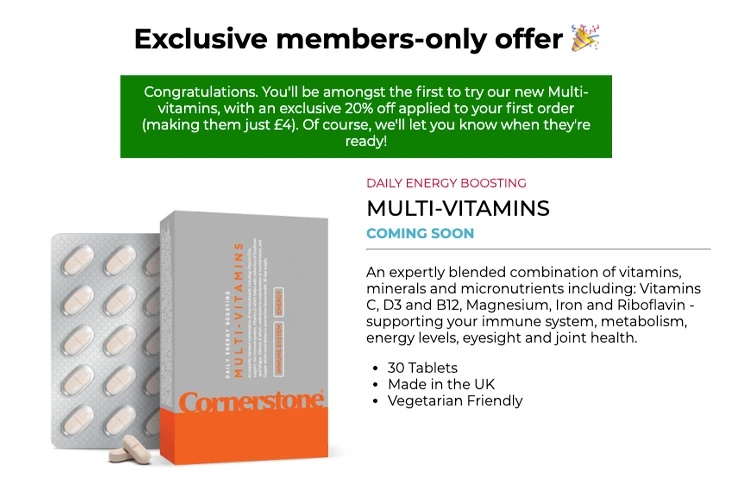 Exclusive members-only offer 🎉
Congratulations. You'll be amongst the first to try our new Multi-
vitamins, with an exclusive 20% off applied to your first order
(making them just £4). Of course, we'll let you know when they're
ready!
DAILY ENERGY BOOSTING
MULTI-VITAMINS
COMING SOON
An expertly blended combination of vitamins,
minerals and micronutrients including: Vitamins
C, D3 and B12, Magnesium, Iron and Riboflavin -
supporting your immune system, metabolism,
energy levels, eyesight and joint health.
• 30 Tablets
• Made in the UK
• Vegetarian Friendly
DAILY ENERGY BOOSTING
MULTI-VITAMINS
IMMUNE SYSTEM
ENERGY
Cornerstone®